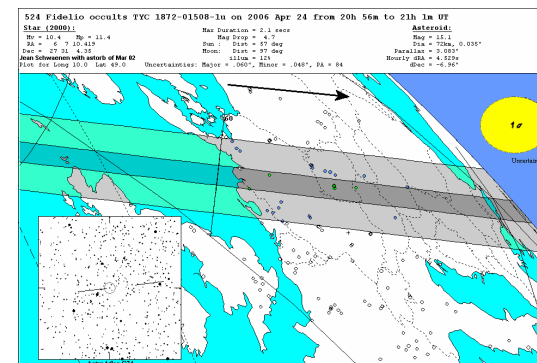 524 Fidelio occults TYC 1872-01508-1u on 2006 Apr 24 from 20h 56m to 21h 1m UT
Star (2000):
Mv = 10.4 Mp = 11.4
RA = 6 7 10.419
Dec = 27 31 4.35
Jean Schwaenen with astorb of Mar 02
Plot for Long 10.0 Lat 49.0
Max Duration = 2.1 secs
Mag Drop = 4.7
Sun : Dist = 57 deg
Moon: Dist = 97 deg
illum = 12%
Uncertainties: Major = .060", Minor = .048", PA = 84
Asteroid:
Mag = 15.1
Dia = 72km, 0.035"
Parallax = 3.083"
Hourly dRA = 4.529s
dDec = -6.96"
60
1
Uncertain